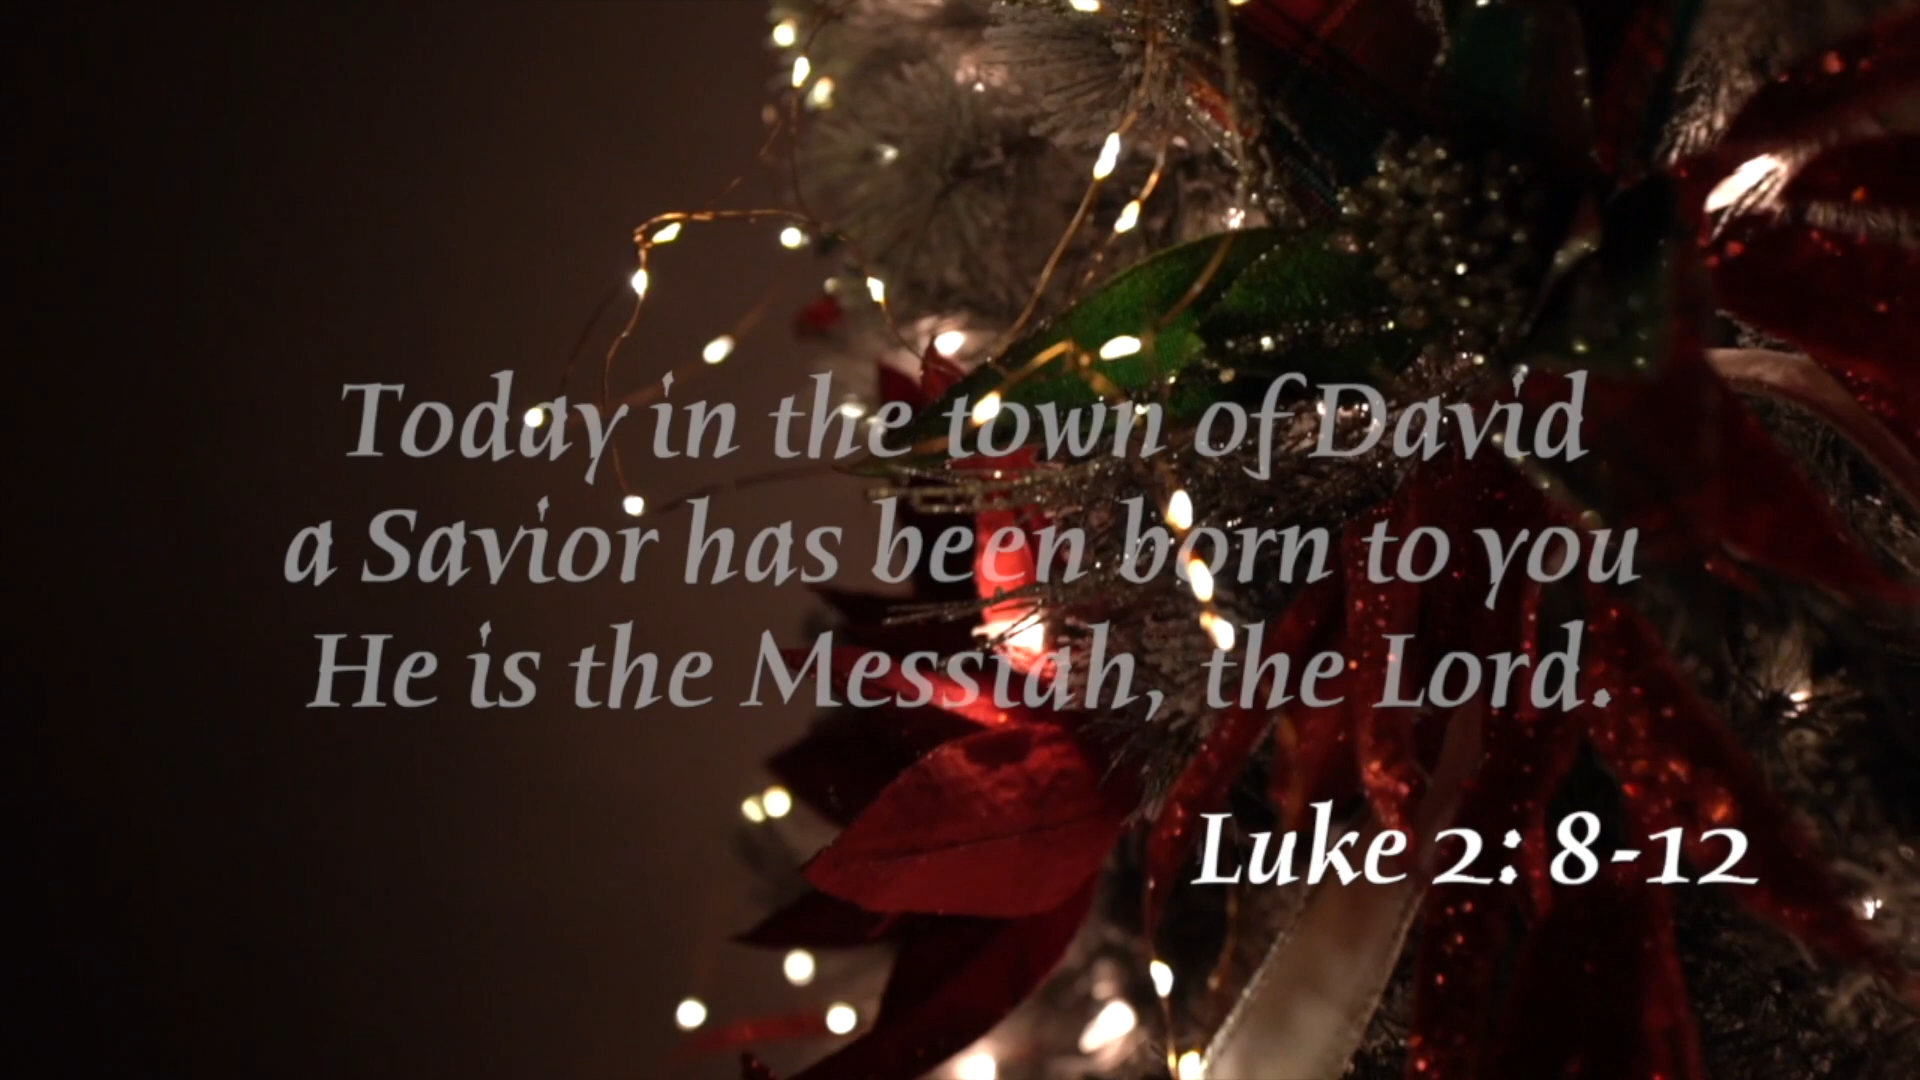 Today in the town of David
a Savior has been born to you
He is the Messiah, the Lord.
Luke 2: 8-12